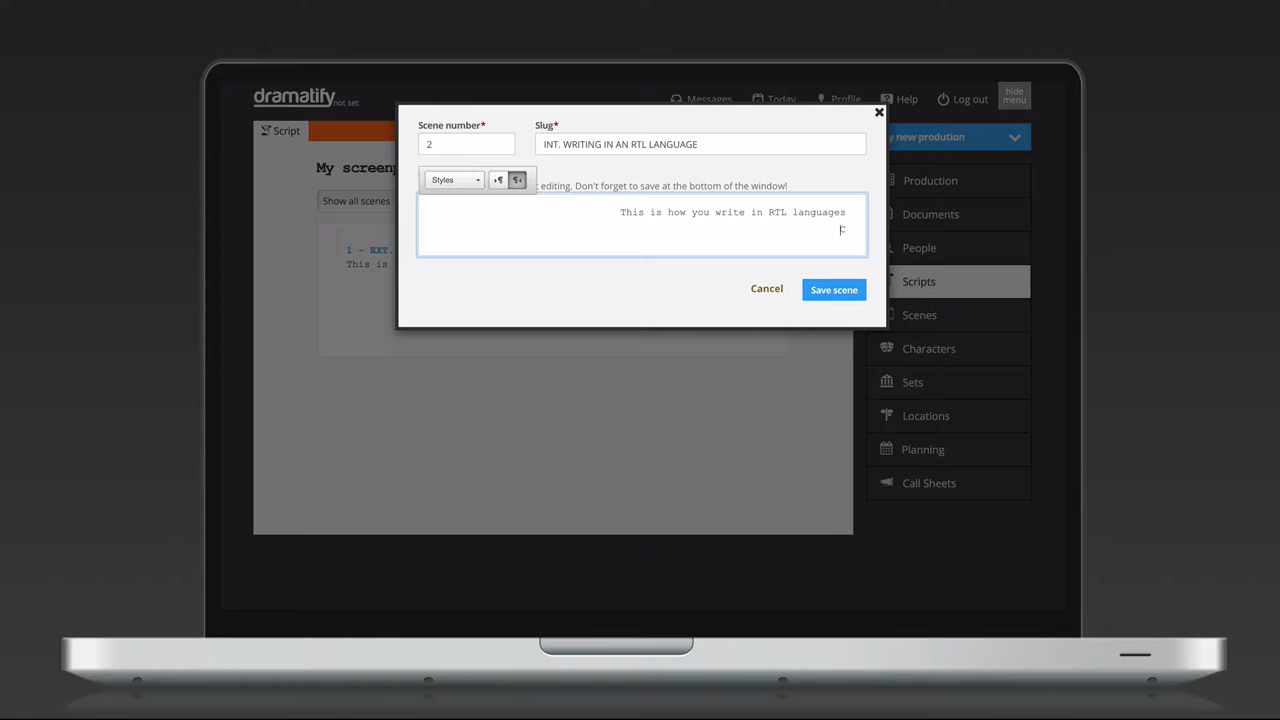 dramatify not set
Messages
Today
Profile
Help
Log out
hide
menu
Script
y new prodution
My screenp
Show all scenes
1 - EXT.
This is
Scene number*
2
Slug*
INT. WRITING IN AN RTL LANGUAGE
Styles
editing. Don't forget to save at the bottom of the window!
This is how you write in RTL languages
C
Cancel
Save scene
Production
Documents
People
Scripts
Scenes
Characters
Sets
Locations
Planning
Call Sheets